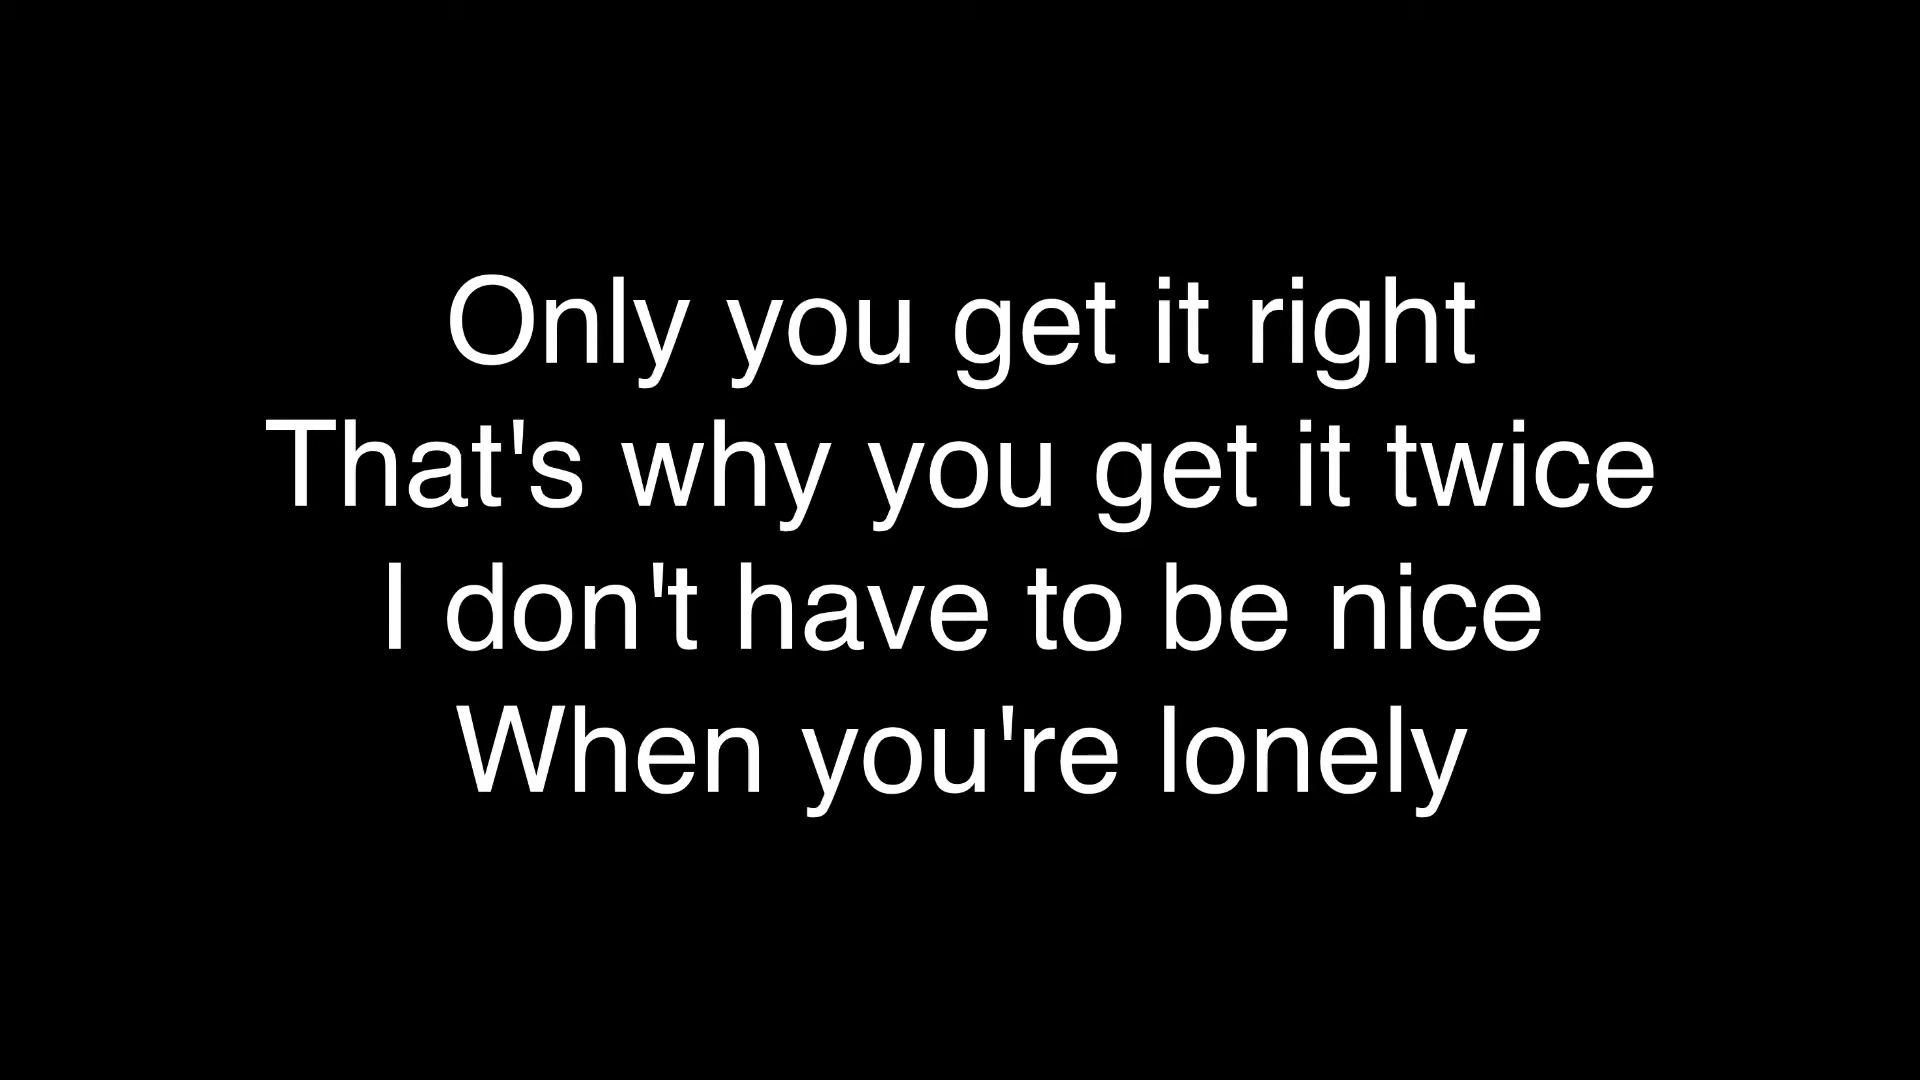 Only you get it right
That's why you get it twice
I don't have to be nice
When you're lonely